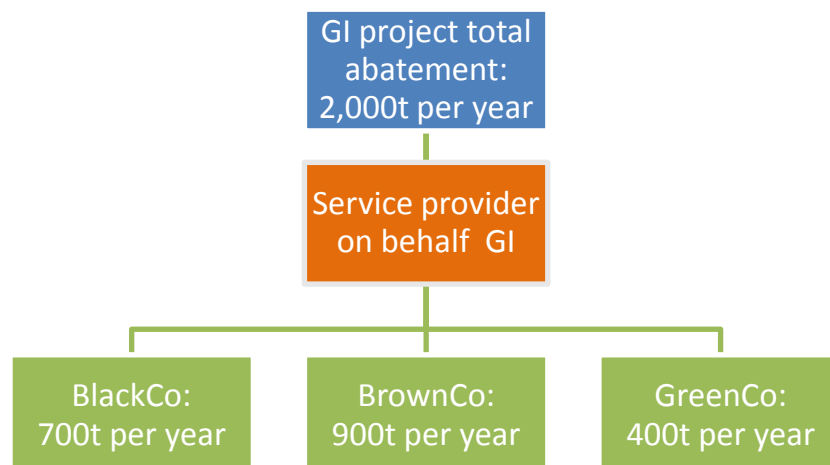 GI project total
abatement:
2,000t per year
Service provider
on behalf  GI
BlackCo:
700t per year
BrownCo:
900t per year
GreenCo:
400t per year